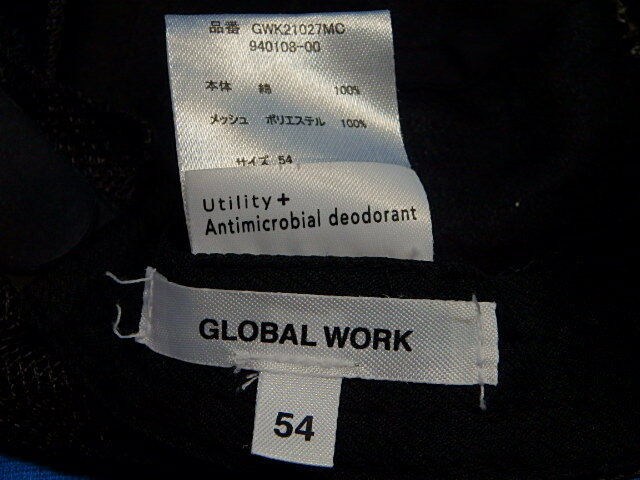 品番 GWK21027MC
940108-00
本体 綿 100%
メッシュ ポリエステル 100%
サイズ 54
Utility+
Antimicrobial deodorant
GLOBAL WORK
54